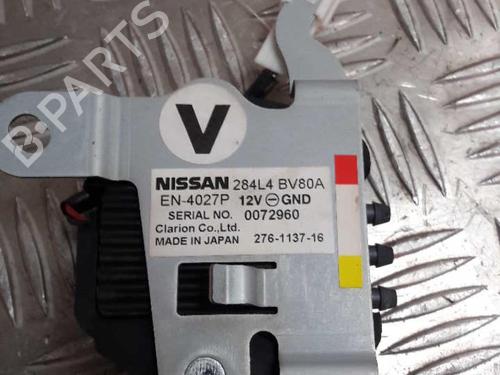 B-PARTS
V
NISSAN 284L4 BV80A
EN-4027P 12V ⊖ GND
SERIAL NO. 0072960
Clarion Co., Ltd.
MADE IN JAPAN 276-1137-16